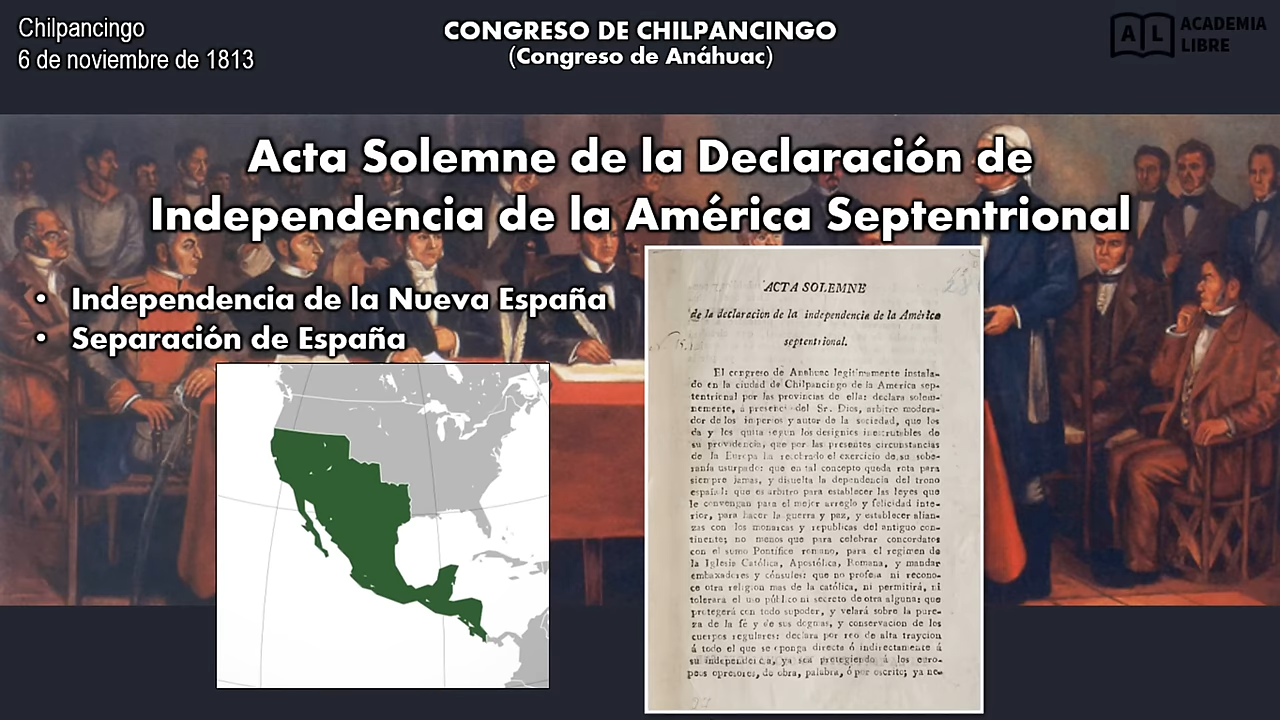 Chilpancingo
6 de noviembre de 1813
CONGRESO DE CHILPANCINGO
(Congreso de Anáhuac)
ACADEMIA
LIBRE
AL
Acta Solemne de la Declaración de
Independencia de la América Septentrional
• Independencia de la Nueva España
• Separación de España
ACTA SOLEMNE
de la declaracion de la independencia de la América
septentrional.
El congreso de Anahuac legítimamente instala-
do en la ciudad de Chilpancingo de la América sep-
tentrional por las provincias de ella: declara solem-
nemente, á presencia del Sr. Dios, arbitro modera-
dor de los imperios y autor de la sociedad, que los
da y los quita segun los designios inescrutables de
su providencia, que por las presentes circunstancias
de la Europa ha recobrado el exercicio de su sobe-
ranía usurpado: que en tal concepto queda rota para
siempre jamas, y disuelta la dependencia del trono
español: que es arbitro para establecer las leyes que
le convengan para el mejor arreglo y felicidad inte-
rior, para hacer la guerra y paz, y establecer alian-
zas con los monarcas y republicas del antiguo con-
tinente; no menos que para celebrar concordatos
con el sumo Pontífice romano, para el regimen de
la Iglesia Católica, Apostólica, Romana, y mandar
embaxadores y cónsules: que no profesa ni recono-
ce otra religion mas de la católica, ni permitirá, ni
tolerara el uso público ni secreto de otra alguna: que
protegerá con todo su poder, y velará sobre la pure-
za de la fé y de sus dogmas, y conservacion de los
cuerpos regulares: declara por reo de alta traycion
á todo el que se oponga directa ó indirectamente á
su independencia, ya sea protegiendo á los euro-
peos opresores, de obra, palabra, ó por escrito; ya ne-